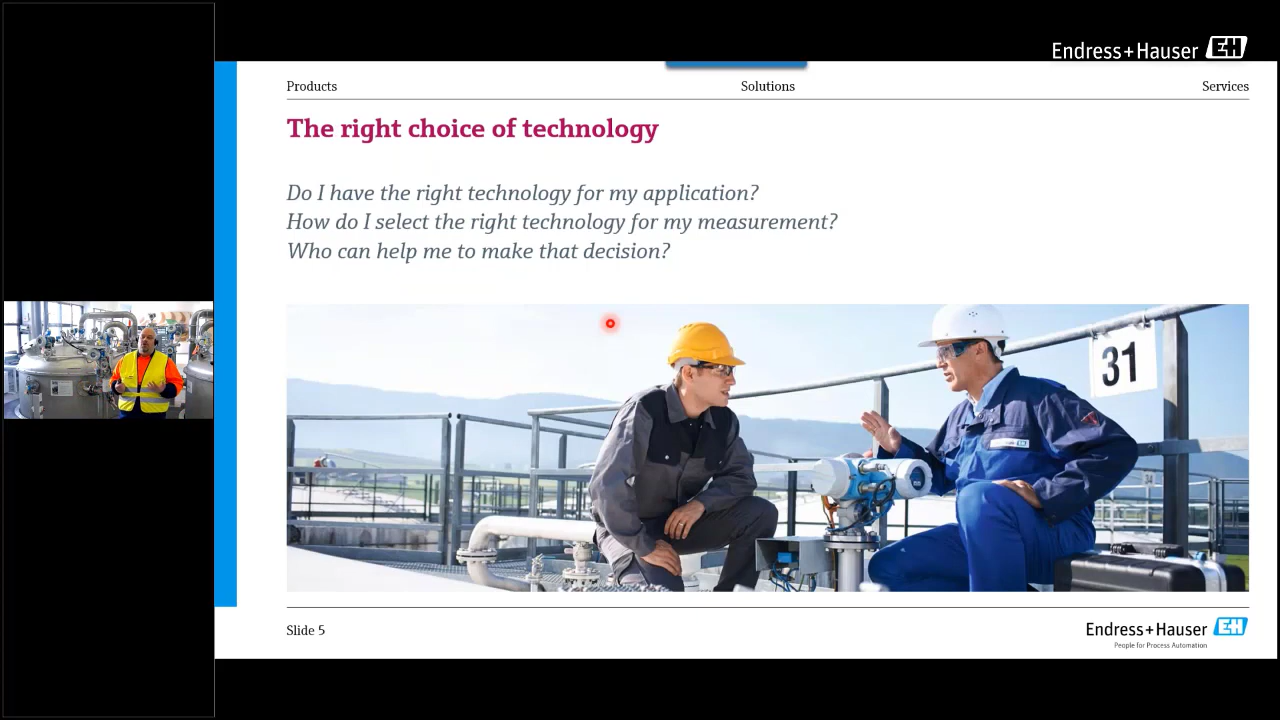 Endress+Hauser EH
Products Solutions Services
The right choice of technology
Do I have the right technology for my application?
How do I select the right technology for my measurement?
Who can help me to make that decision?
31
Slide 5
Endress+Hauser EH
People for Process Automation